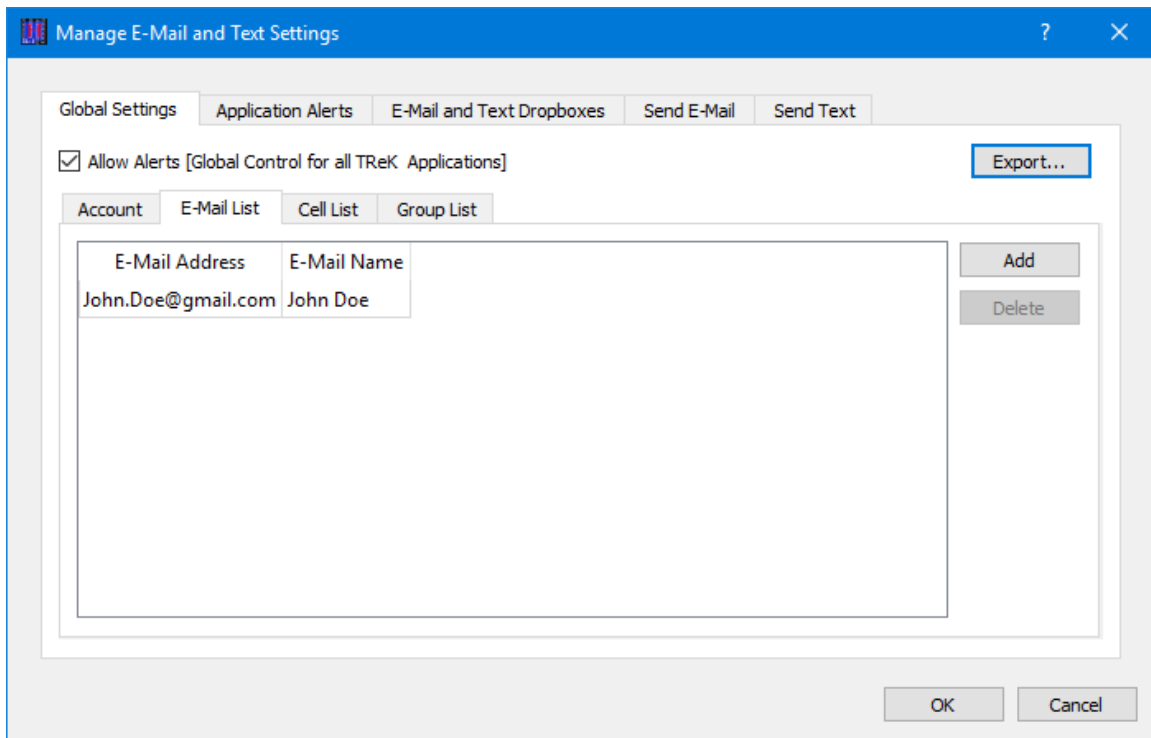 Manage E-Mail and Text Settings ?
Global Settings Application Alerts E-Mail and Text Dropboxes Send E-Mail Send Text
Allow Alerts [Global Control for all TReK Applications] Export...
Account E-Mail List Cell List Group List
E-Mail Address E-Mail Name Add
John.Doe@gmail.com John Doe Delete
OK Cancel